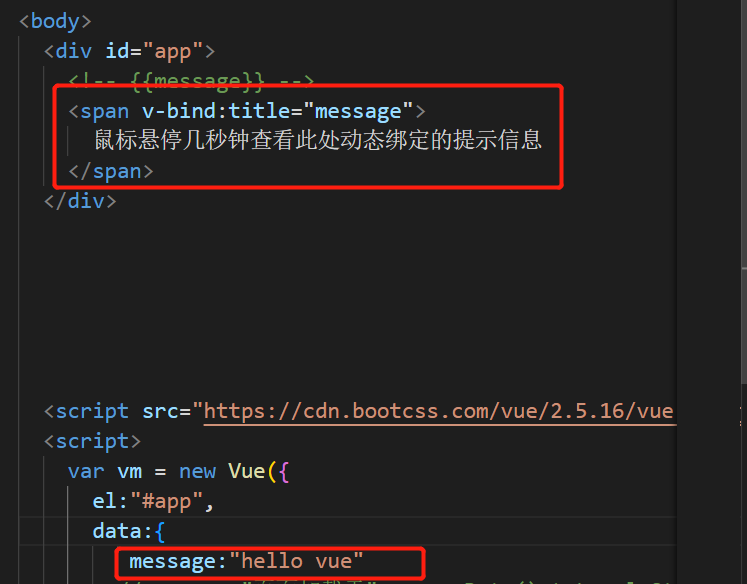 <body>
<div id="app">
<!-- {{message}} -->
<span v-bind:title="message">
鼠标悬停几秒钟查看此处动态绑定的提示信息
</span>
</div>
<script src="https://cdn.bootcss.com/vue/2.5.16/vue
<script>
var vm = new Vue({
el:"#app",
data:{
message:"hello vue"